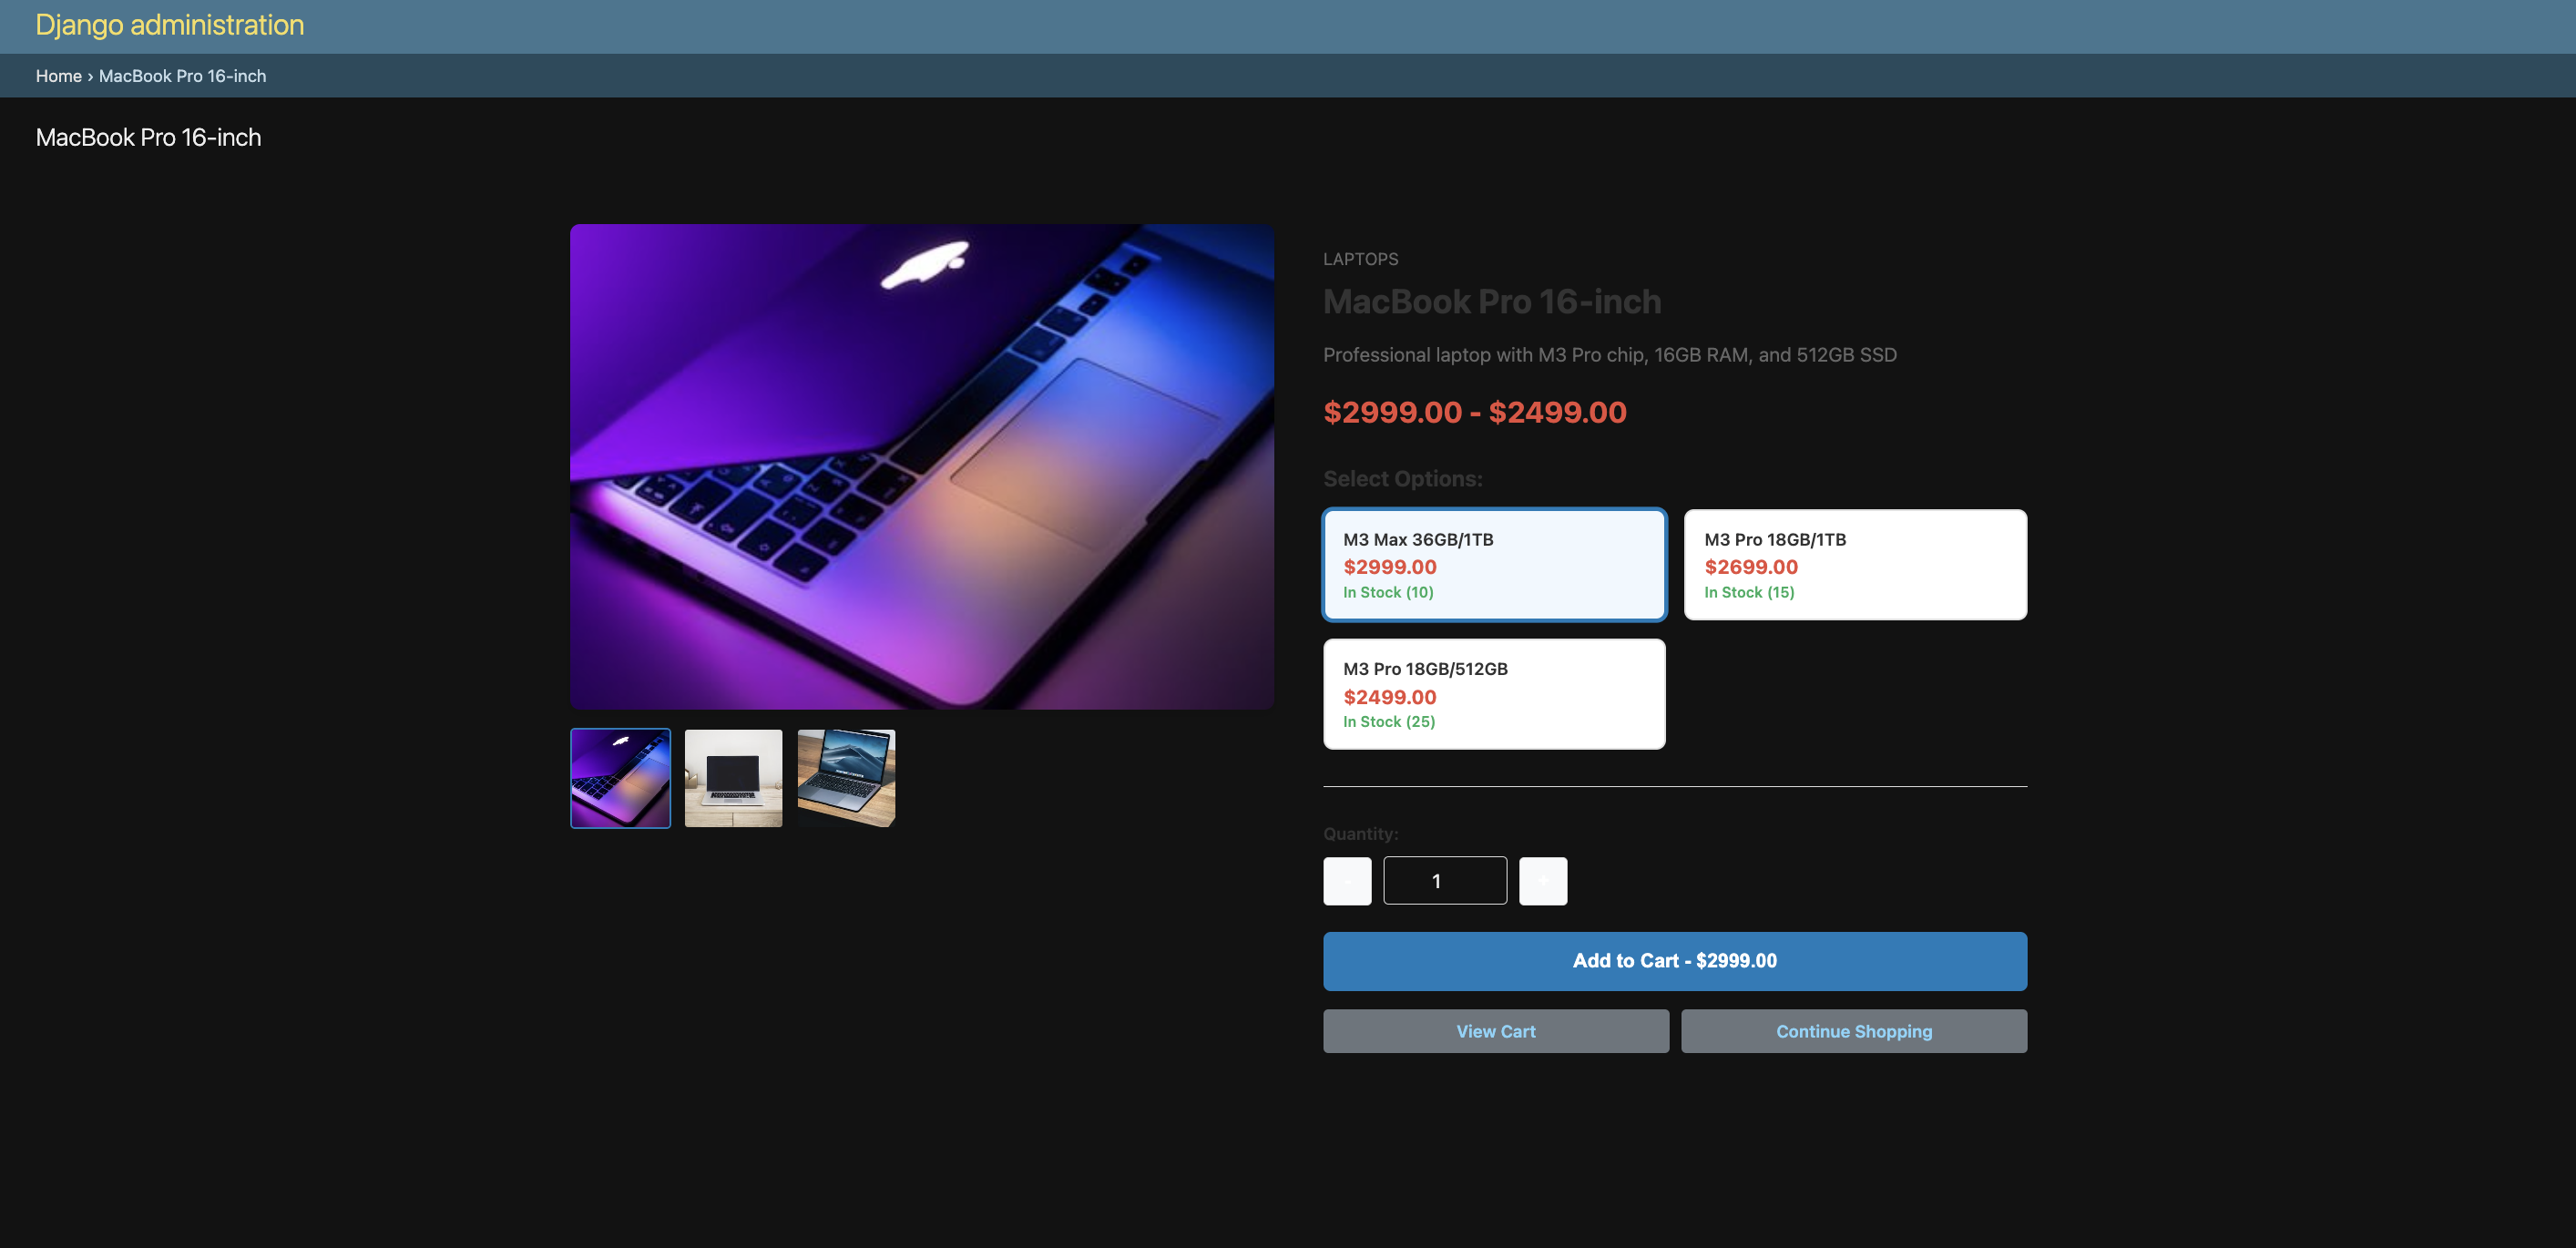 Django administration
Home › MacBook Pro 16-inch
MacBook Pro 16-inch
LAPTOPS
MacBook Pro 16-inch
Professional laptop with M3 Pro chip, 16GB RAM, and 512GB SSD
$2999.00 - $2499.00
Select Options:
M3 Max 36GB/1TB
$2999.00
In Stock (10)
M3 Pro 18GB/1TB
$2699.00
In Stock (15)
M3 Pro 18GB/512GB
$2499.00
In Stock (25)
Quantity:
- 1 +
Add to Cart - $2999.00
View Cart
Continue Shopping